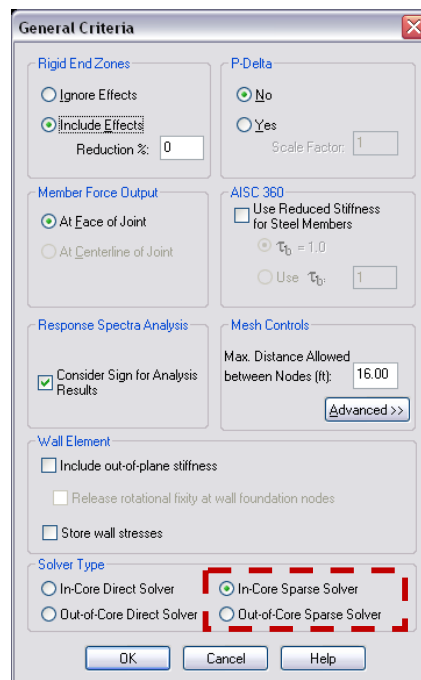 General Criteria
Rigid End Zones
Ignore Effects
Include Effects
Reduction %: 0
P-Delta
No
Yes
Scale Factor: 1
Member Force Output
At Face of Joint
At Centerline of Joint
AISC 360
Use Reduced Stiffness
for Steel Members
τb = 1.0
Use τb: 1
Response Spectra Analysis
Consider Sign for Analysis
Results
Mesh Controls
Max. Distance Allowed
between Nodes (ft): 16.00
Advanced >>
Wall Element
Include out-of-plane stiffness
Release rotational fixity at wall foundation nodes
Store wall stresses
Solver Type
In-Core Direct Solver
In-Core Sparse Solver
Out-of-Core Direct Solver
Out-of-Core Sparse Solver
OK
Cancel
Help